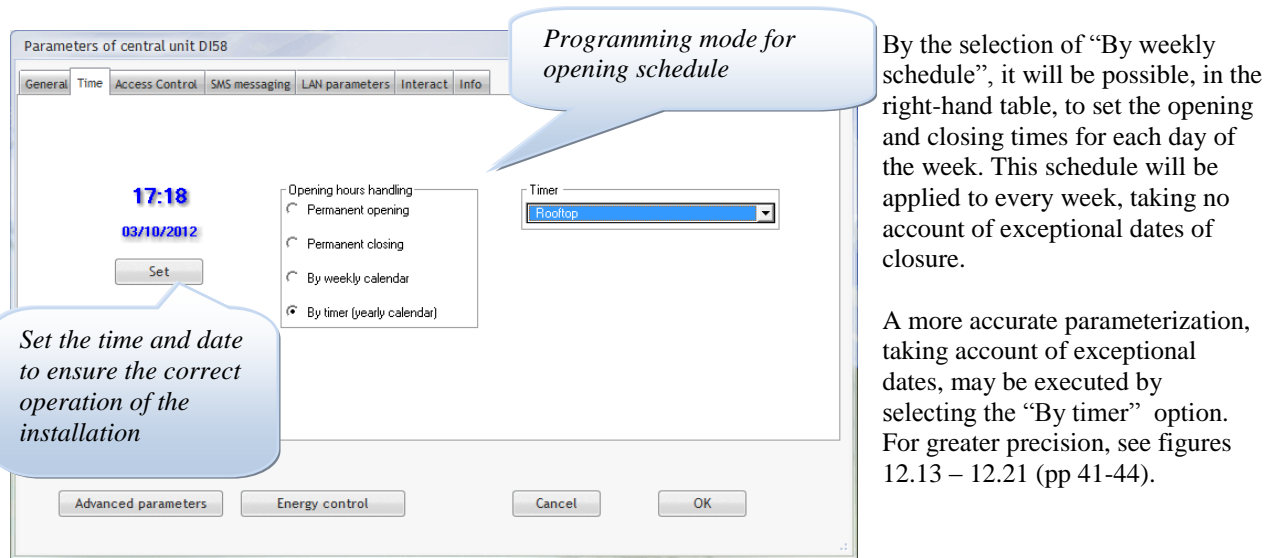 Parameters of central unit DI58
General Time Access Control SMS messaging LAN parameters Interact Info
Programming mode for
opening schedule
17:18
03/10/2012
Set
Opening hours handling
Permanent opening
Permanent closing
By weekly calendar
By timer (yearly calendar)
Timer
Rooftop
Set the time and date
to ensure the correct
operation of the
installation
Advanced parameters
Energy control
Cancel
OK
By the selection of “By weekly
schedule”, it will be possible, in the
right-hand table, to set the opening
and closing times for each day of
the week. This schedule will be
applied to every week, taking no
account of exceptional dates of
closure.
A more accurate parameterization,
taking account of exceptional
dates, may be executed by
selecting the “By timer” option.
For greater precision, see figures
12.13 – 12.21 (pp 41-44).